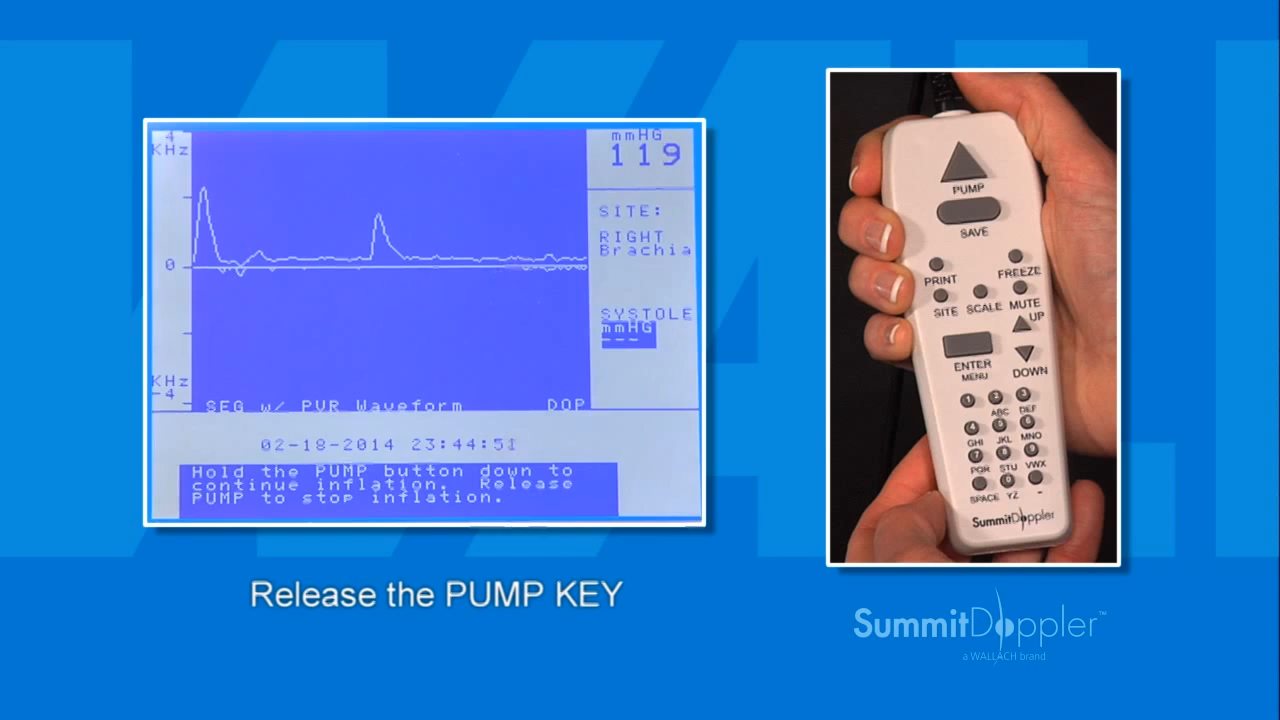 4
KHz
0
KHz
-4
SEG w/ PVR Waveform DOP
mmHG
119
SITE:
RIGHT
Brachia
SYSTOLE
mmHG
---
02-18-2014 23:44:51
Hold the PUMP button down to
continue inflation. Release
PUMP to stop inflation.
Release the PUMP KEY
PUMP
SAVE
PRINT FREEZE
SITE SCALE MUTE
UP
ENTER
MENU
DOWN
1 2 3
ABC DEF
4 5 6
GHI JKL MNO
7 8 9
PQR STU VWX
0 -
SPACE YZ
SummitDoppler
SummitDoppler™
a WALLACH brand
WALL